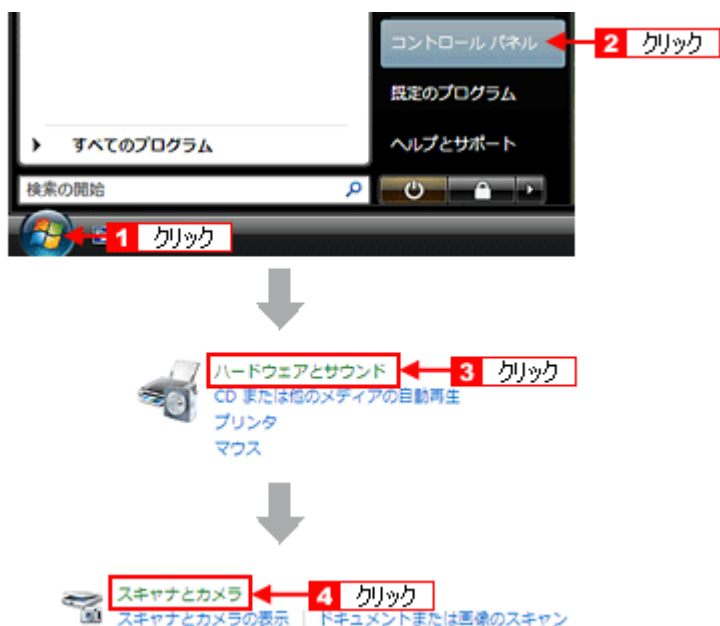 コントロール パネル
2 クリック
既定のプログラム
すべてのプログラム
ヘルプとサポート
検索の開始
1 クリック
ハードウェアとサウンド
3 クリック
CD または他のメディアの自動再生
プリンタ
マウス
スキャナとカメラ
4 クリック
スキャナとカメラの表示 | ドキュメントまたは画像のスキャン